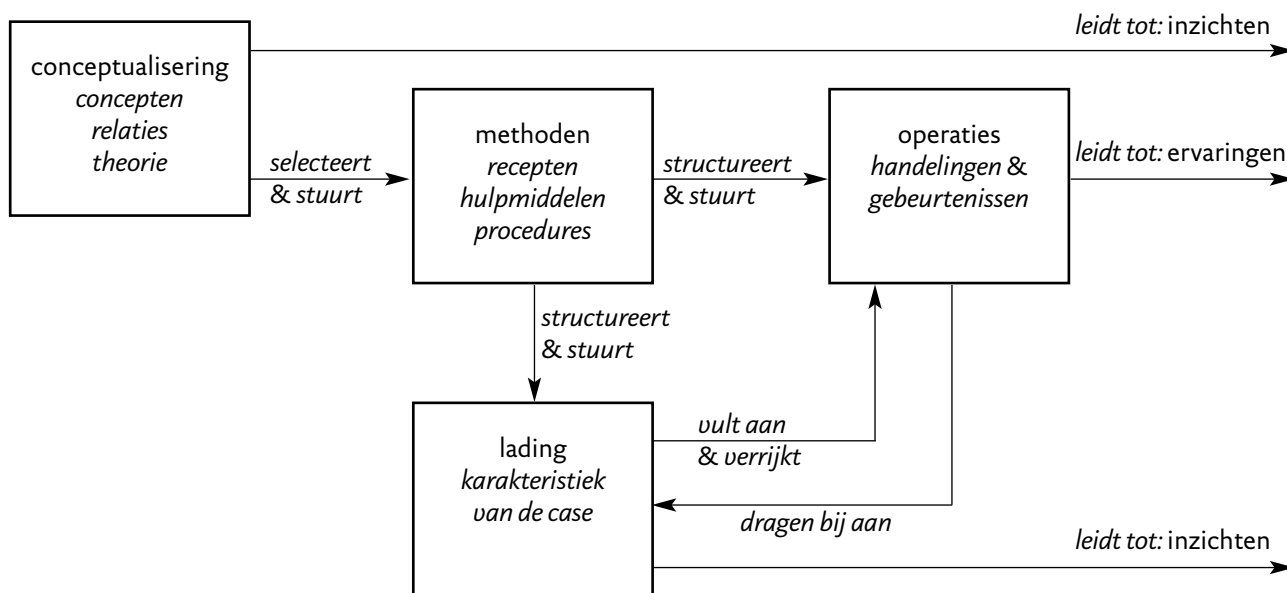 leidt tot: inzichten
conceptualisering
concepten
relaties
theorie
selecteert
& stuurt
methoden
recepten
hulpmiddelen
procedures
structureert
& stuurt
operaties
handelingen &
gebeurtenissen
leidt tot: ervaringen
structureert
& stuurt
lading
karakteristiek
van de case
vult aan
& verrijkt
dragen bij aan
leidt tot: inzichten